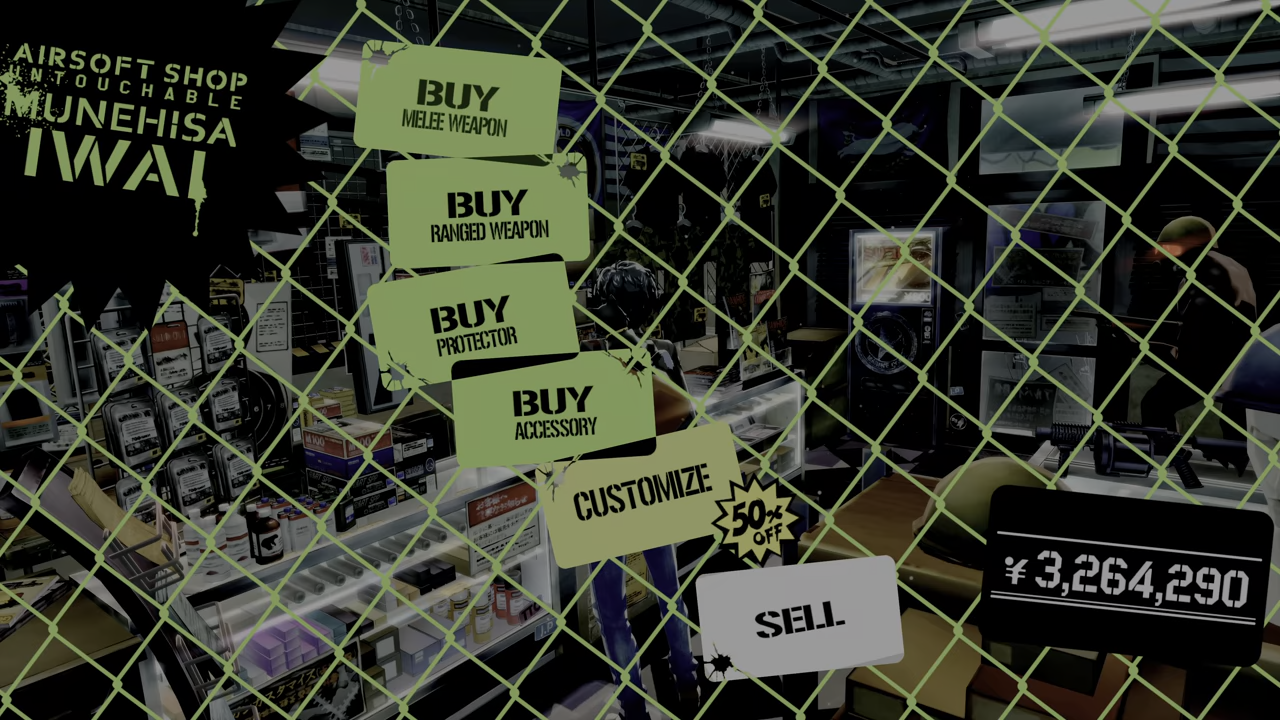 AIRSOFT SHOP
UNTOUCHABLE
MUNEHISA
IWAI
BUY
MELEE WEAPON
BUY
RANGED WEAPON
BUY
PROTECTOR
BUY
ACCESSORY
CUSTOMIZE
50% OFF
SELL
¥3,264,290